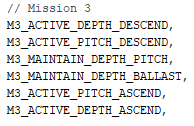 // Mission 3
M3_ACTIVE_DEPTH_DESCEND,
M3_ACTIVE_PITCH_DESCEND,
M3_MAINTAIN_DEPTH_PITCH,
M3_MAINTAIN_DEPTH_BALLAST,
M3_ACTIVE_PITCH_ASCEND,
M3_ACTIVE_DEPTH_ASCEND,